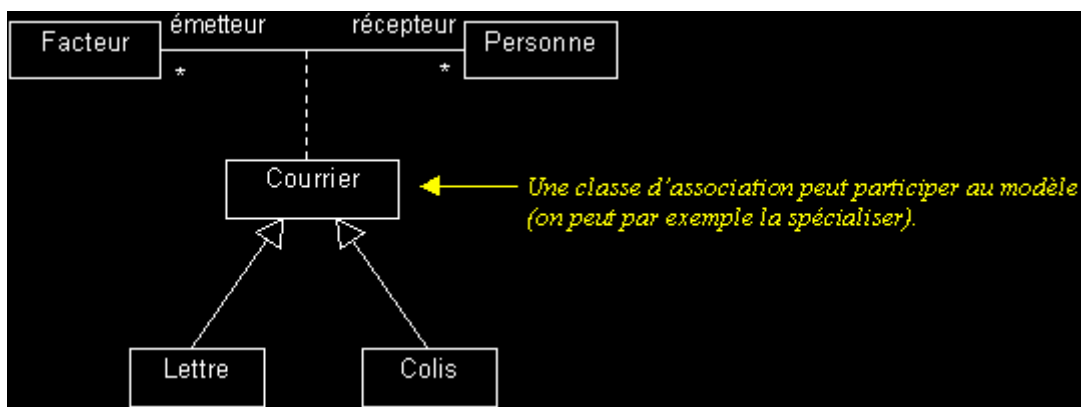 émetteur récepteur
Facteur Personne
* *
Courrier
Une classe d'association peut participer au modèle
(on peut par exemple la spécialiser).
Lettre Colis